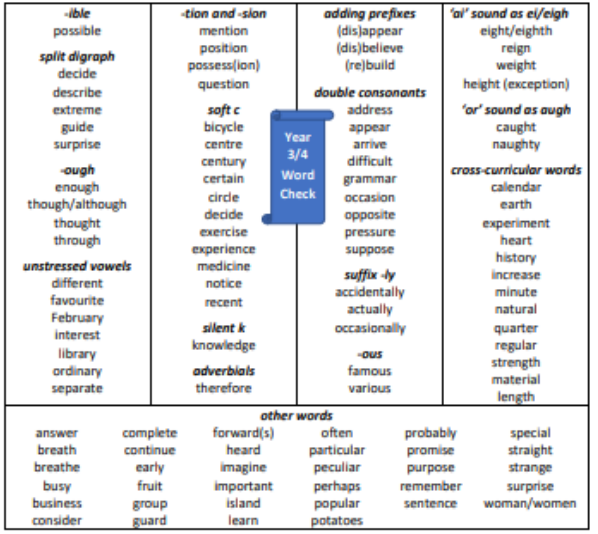 -ible
possible
split digraph
decide
describe
extreme
guide
surprise
-ough
enough
though/although
thought
through
unstressed vowels
different
favourite
February
interest
library
ordinary
separate
-tion and -sion
mention
position
possess(ion)
question
soft c
bicycle
centre
century
certain
circle
decide
exercise
experience
medicine
notice
recent
silent k
knowledge
adverbials
therefore
Year
3/4
Word
Check
adding prefixes
(dis)appear
(dis)believe
(re)build
double consonants
address
appear
arrive
difficult
grammar
occasion
opposite
pressure
suppose
suffix -ly
accidentally
actually
occasionally
-ous
famous
various
'ai' sound as ei/eigh
eight/eighth
reign
weight
height (exception)
'or' sound as augh
caught
naughty
cross-curricular words
calendar
earth
experiment
heart
history
increase
minute
natural
quarter
regular
strength
material
length
other words
answer complete forward(s) often probably special
breath continue heard particular promise straight
breathe early imagine peculiar purpose strange
busy fruit important perhaps remember surprise
business group island popular sentence woman/women
consider guard learn potatoes